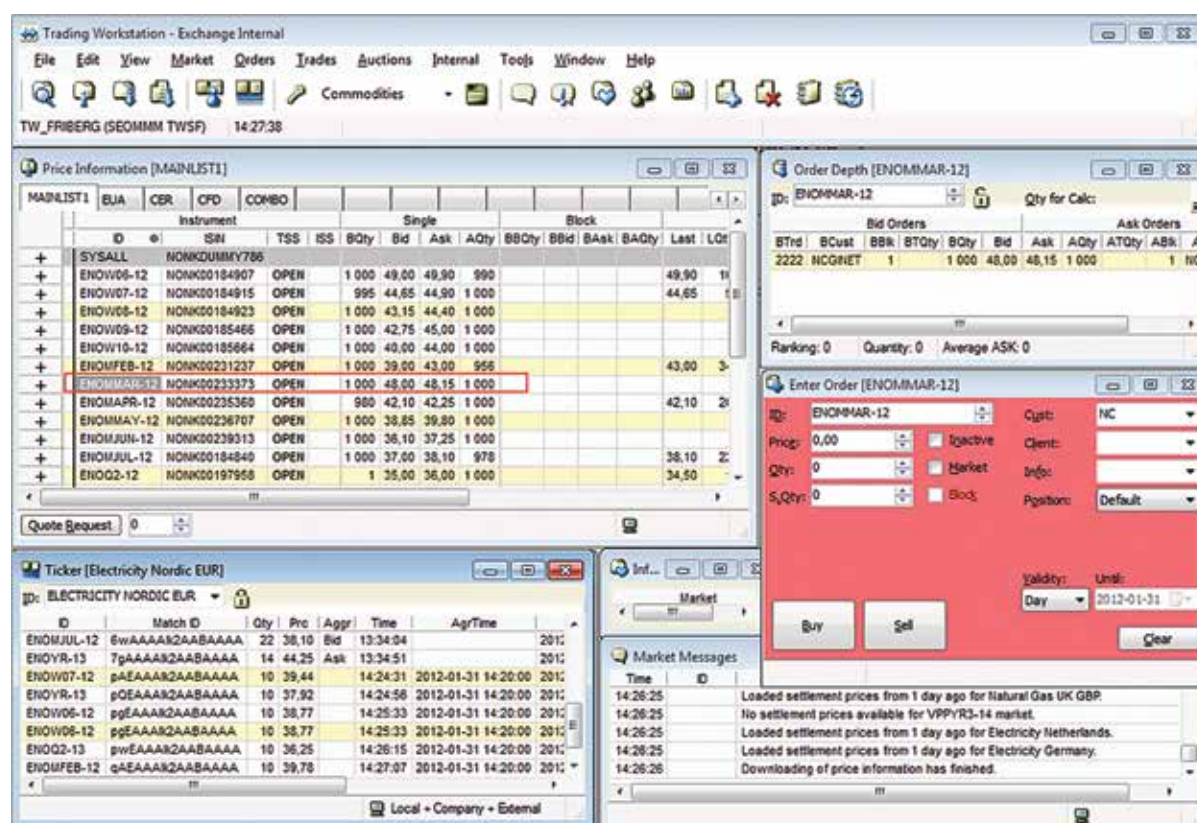 Trading Workstation - Exchange Internal
File Edit View Market Orders Trades Auctions Internal Tools Window Help
Commodities
TW_FRIBERG (SEOMMM TWSF) 14:27:38
Price Information [MAINLIST1]
MAINLIST1 EUA CER CFD COMBO
Instrument Single Block
ID ISIN TSS ISS BQty Bid Ask AQty BBQty BBid BAsk BAQty Last
SYSALL NONKDUMMY786
ENOW06-12 NONK00184907 OPEN 1 000 49,00 49,90 990 49,90
ENOW07-12 NONK00184915 OPEN 995 44,65 44,90 1 000 44,65
ENOW08-12 NONK00184923 OPEN 1 000 43,15 44,40 1 000
ENOW09-12 NONK00185466 OPEN 1 000 42,75 45,00 1 000
ENOW10-12 NONK00185664 OPEN 1 000 40,00 44,00 1 000
ENOMFEB-12 NONK00231237 OPEN 1 000 39,00 43,00 956 43,00
ENOMMAR-12 NONK00233373 OPEN 1 000 48,00 48,15 1 000
ENOMAPR-12 NONK00235360 OPEN 980 42,10 42,25 1 000 42,10
ENOMMAY-12 NONK00236707 OPEN 1 000 38,65 39,80 1 000
ENOMJUN-12 NONK00239313 OPEN 1 000 36,10 37,25 1 000
ENOMJUL-12 NONK00184840 OPEN 1 000 37,00 38,10 978 38,10
ENOQ2-12 NONK00197958 OPEN 1 35,00 36,00 1 000 34,50
Quote Request 0
Order Depth [ENOMMAR-12]
ID: ENOMMAR-12 Qty for Calc:
Bid Orders Ask Orders
BTrd BCust BBlk BTQty BQty Bid Ask AQty ATQty ABlk
2222 NCGINET 1 1 000 48,00 48,15 1 000 1
Ranking: 0 Quantity: 0 Average ASK: 0
Enter Order [ENOMMAR-12]
ID: ENOMMAR-12 Cust: NC
Price: 0,00 Inactive Client:
Qty: 0 Market Info:
S.Qty: 0 Block Position: Default
Validity: Until:
Day 2012-01-31
Buy Sell
Clear
Ticker [Electricity Nordic EUR]
ID: ELECTRICITY NORDIC EUR
ID Match ID Qty Prc Aggr Time AgrTime
ENOMJUL-12 6wAAAAk2AABAAAA 22 38,10 Bid 13:34:04
ENOYR-13 7gAAAAk2AABAAAA 14 44,25 Ask 13:34:51
ENOW07-12 pAEAAAk2AABAAAA 10 39,44 14:24:31 2012-01-31 14:20:00
ENOYR-13 pQEAAAk2AABAAAA 10 37,92 14:24:56 2012-01-31 14:20:00
ENOW06-12 pgEAAAk2AABAAAA 10 38,77 14:25:33 2012-01-31 14:20:00
ENOW06-12 pgEAAAk2AABAAAA 10 38,77 14:25:33 2012-01-31 14:20:00
ENOQ2-13 pwEAAAk2AABAAAA 10 36,25 14:26:15 2012-01-31 14:20:00
ENOMFEB-12 qAEAAAk2AABAAAA 10 39,78 14:27:07 2012-01-31 14:20:00
Local + Company + External
Inf...
Market
Market Messages
Time ID
14:26:25 Loaded settlement prices from 1 day ago for Natural Gas UK GBP.
14:26:25 No settlement prices available for VPPYR3-14 market.
14:26:25 Loaded settlement prices from 1 day ago for Electricity Netherlands.
14:26:25 Loaded settlement prices from 1 day ago for Electricity Germany.
14:26:26 Downloading of price information has finished.